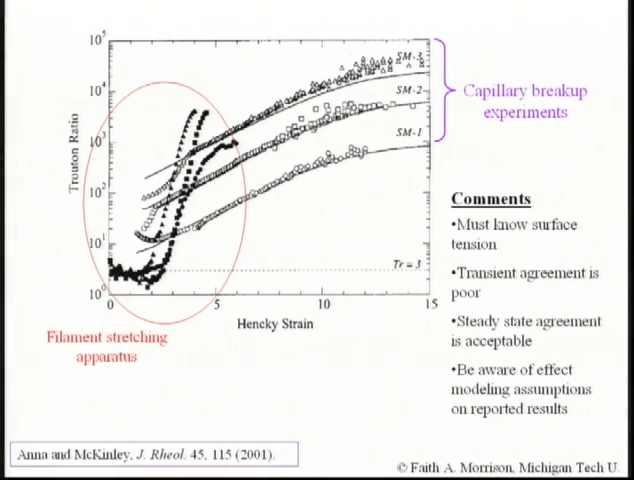 10⁵
10⁴
10³
10²
10¹
10⁰
Trouton Ratio
SM-3
SM-2
SM-1
Tr = 3
0
5
10
15
Hencky Strain
Capillary breakup
experiments
Filament stretching
apparatus
Comments
•Must know surface
tension
•Transient agreement is
poor
•Steady state agreement
is acceptable
•Be aware of effect
modeling assumptions
on reported results
Anna and McKinley, J. Rheol. 45, 115 (2001).
© Faith A. Morrison, Michigan Tech U.